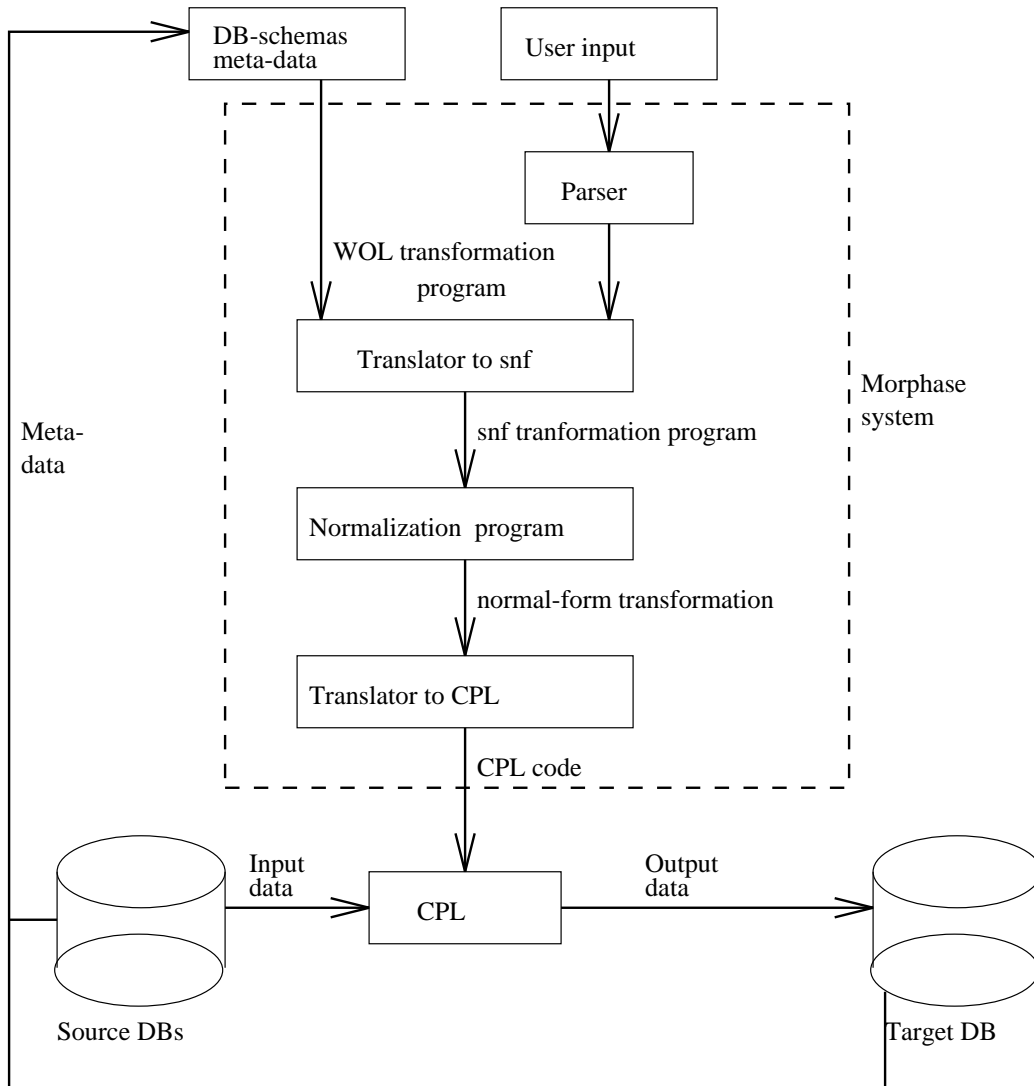 DB-schemas
meta-data
User input
Parser
WOL transformation
program
Translator to snf
Morphase
system
Meta-
data
snf tranformation program
Normalization program
normal-form transformation
Translator to CPL
CPL code
Input
data
Output
data
CPL
Source DBs
Target DB